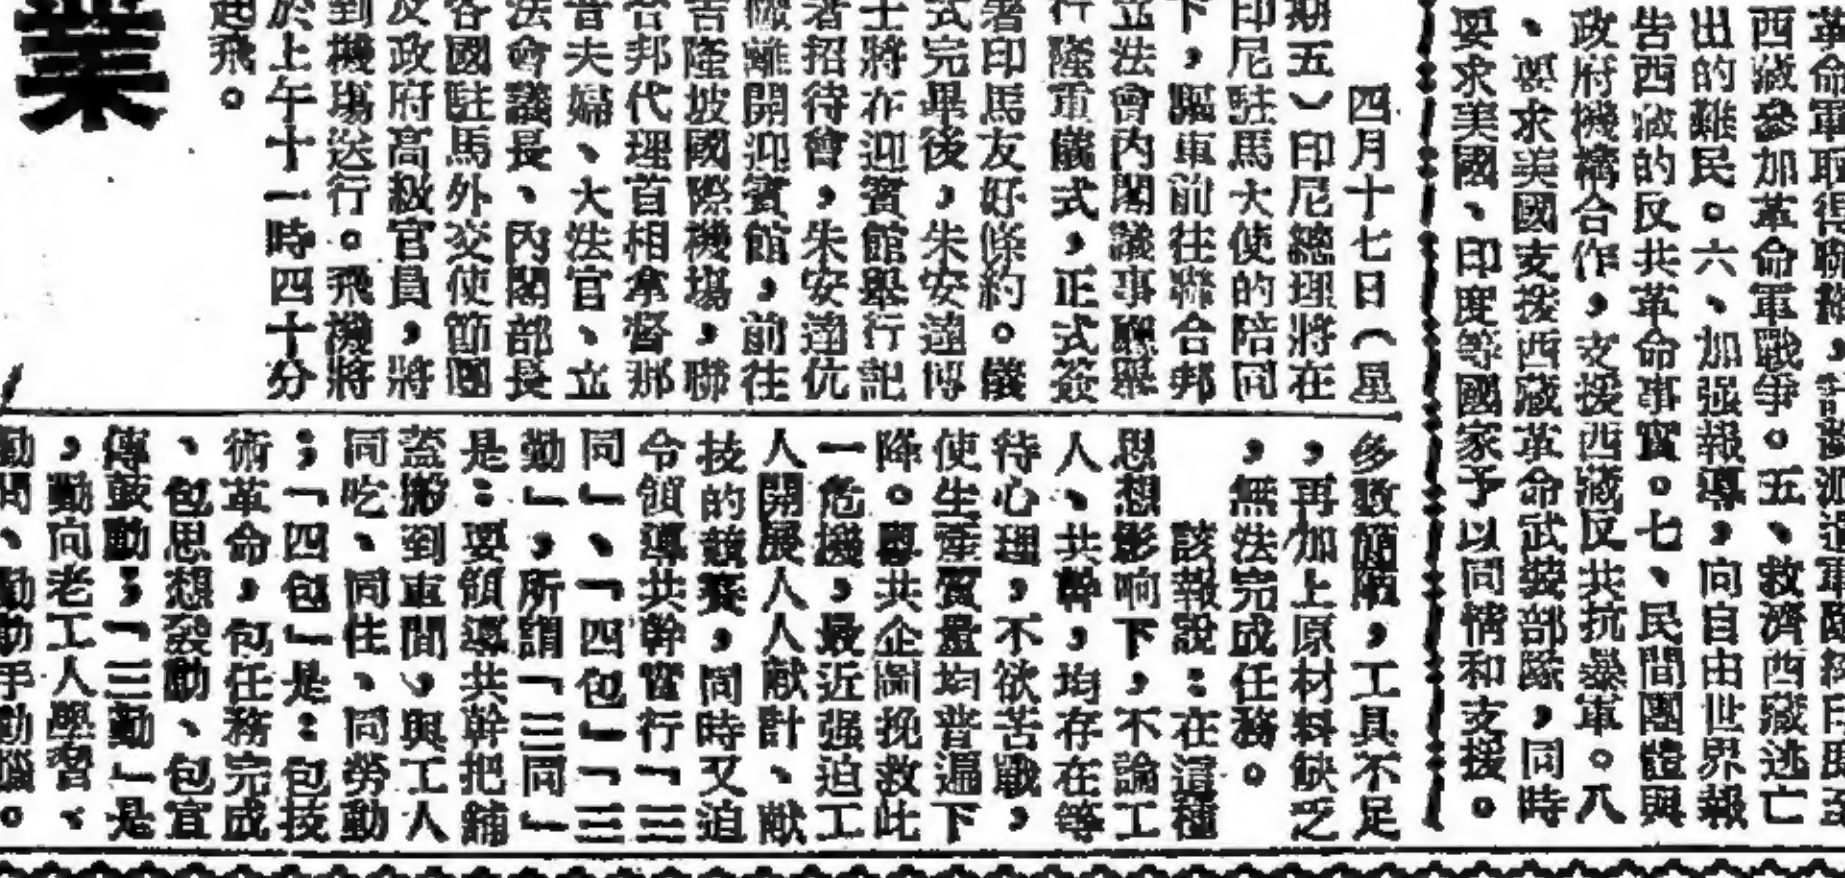 革命軍取得聯絡，
西藏參加革命軍戰爭。五、救濟西藏逃亡
出的難民。六、加强報導，向自由世界報
告西藏的反共革命事實。七、民間團體與
政府機構合作，支援西藏反共抗暴軍。八
、要求美國支援西藏革命武裝部隊，同時
要求美國、印度等國家予以同情和支援。
四月十七日（星
期五）印尼總理將在
印尼駐馬大使的陪同
下，驅車前往聯合邦
立法會內閣議事廳舉
行隆重儀式，正式簽
署印馬友好條約。儀
式完畢後，朱安達博
士將在迎賓館舉行記
者招待會，朱安達伉
儷離開迎賓館，前往
吉隆坡國際機場，聯
合邦代理首相拿督那
昔夫婦、大法官、立
法會議長、內閣部長
各國駐馬外交使節團
及政府高級官員，將
到機塲送行。飛機將
於上午十一時四十分
起飛。
業
多數簡陋，工具不足
，再加上原材料缺乏
，無法完成任務。
該報說：在這種
思想影响下，不論工
人、共幹，均存在等
待心理，不欲苦戰，
使生產質量均普遍下
降。粵共企圖挽救此
一危機，最近强迫工
人開展人人献計、献
技的競賽，同時又迫
令領導共幹實行「三
同」、「四包」「三
勤」，所謂「三同」
是：要領導共幹把鋪
蓋搬到車間，與工人
同吃、同住、同勞動
；「四包」是：包技
術革命，包任務完成
、包思想發動、包宣
傳鼓動；「三勤」是
，勤向老工人學習、
勤問、勤動手動腦。